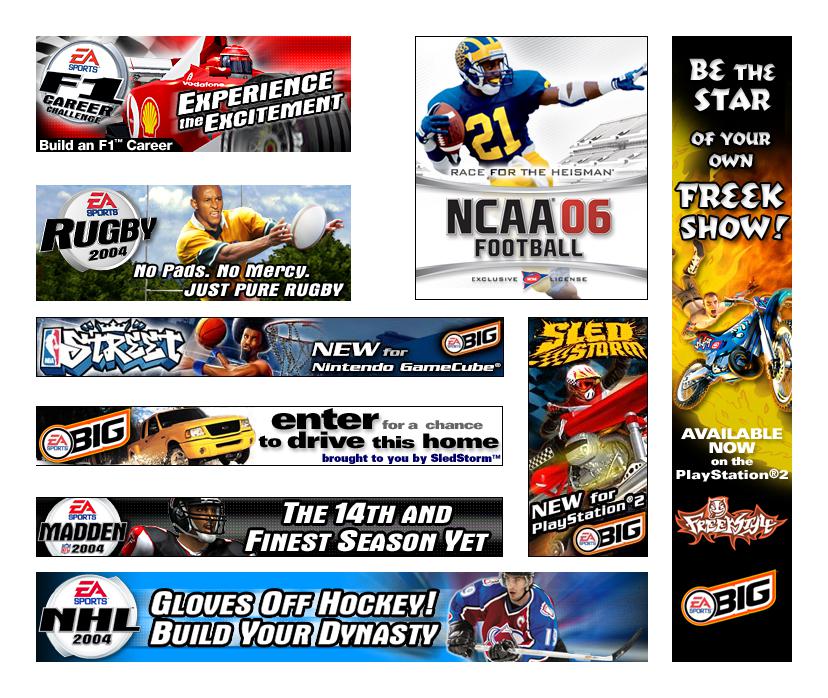 EA
SPORTS
F1
CAREER
CHALLENGE
Vodafone
EXPERIENCE
the EXCITEMENT
Build an F1™ Career
EA
SPORTS
RUGBY
2004
No Pads. No Mercy.
JUST PURE RUGBY
21
RACE FOR THE HEISMAN
NCAA 06
FOOTBALL
EXCLUSIVE LICENSE
NBA
STREET
NEW for
Nintendo GameCube®
EA
SPORTS
BIG
EA
SPORTS
BIG
enter for a chance
to drive this home
brought to you by SledStorm™
EA
SPORTS
MADDEN
NFL 2004
THE 14TH AND
FINEST SEASON YET
EA
SPORTS
NHL
2004
GLOVES OFF HOCKEY!
BUILD YOUR DYNASTY
19
SLED
STORM
NEW for
PlayStation®2
EA
SPORTS
BIG
BE THE
STAR
OF YOUR
OWN
FREEK
SHOW!
AVAILABLE
NOW
on the
PlayStation®2
FREEKSTYLE
EA
SPORTS
BIG